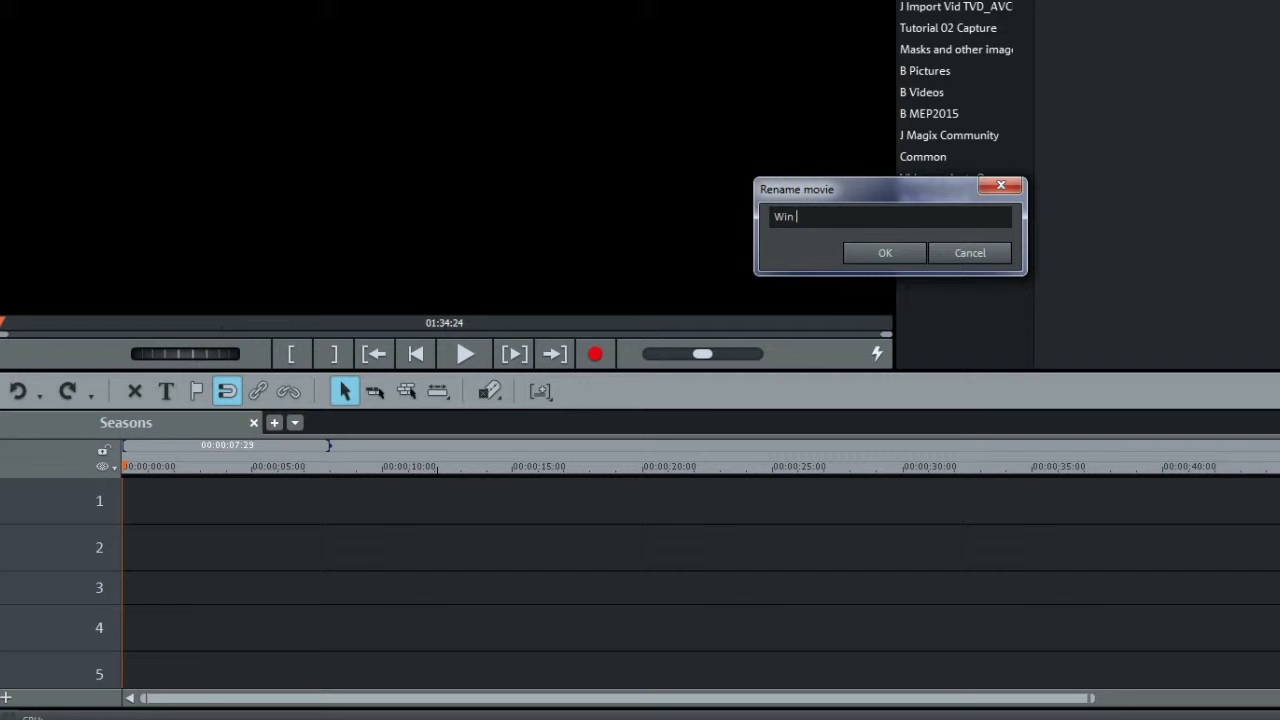 J Import Vid TVD_AVC
Tutorial 02 Capture
Masks and other image
B Pictures
B Videos
B MEP2015
J Magix Community
Common
Rename movie
Win
OK
Cancel
01:34:24
Seasons
00:00:07:29
00:00:00:00 00:00:05:00 00:00:10:00 00:00:15:00 00:00:20:00 00:00:25:00 00:00:30:00 00:00:35:00 00:00:40:00
1
2
3
4
5